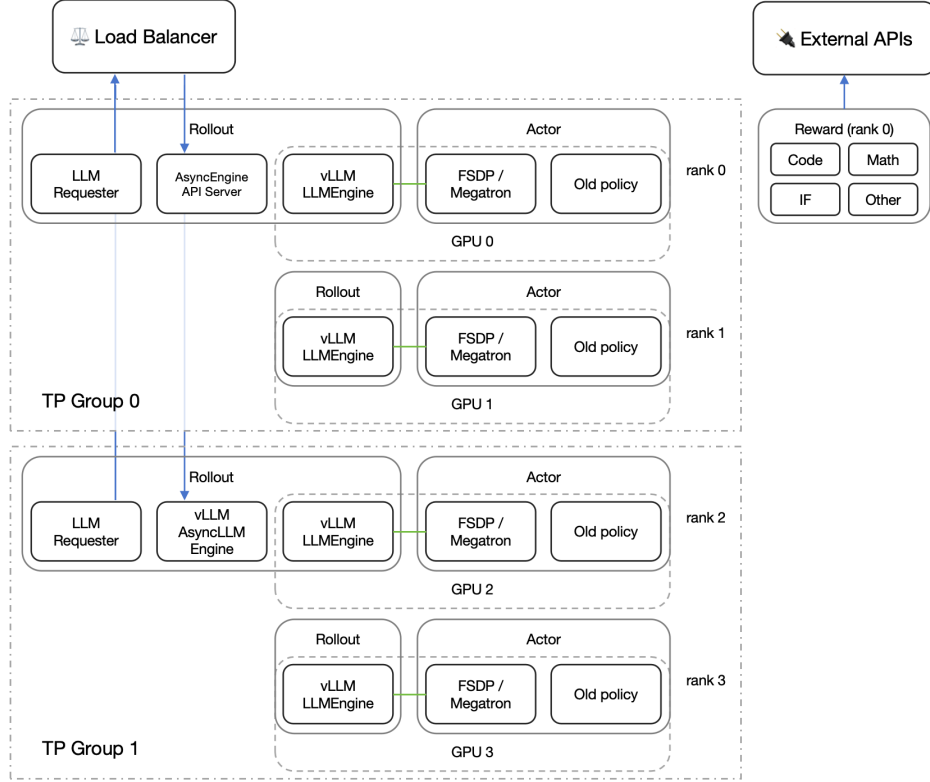 ⚖️ Load Balancer
🔌 External APIs
Rollout
Actor
rank 0
LLM
Requester
AsyncEngine
API Server
vLLM
LLMEngine
FSDP /
Megatron
Old policy
GPU 0
Reward (rank 0)
Code
Math
IF
Other
Rollout
Actor
rank 1
vLLM
LLMEngine
FSDP /
Megatron
Old policy
GPU 1
TP Group 0
Rollout
Actor
rank 2
LLM
Requester
vLLM
AsyncLLM
Engine
vLLM
LLMEngine
FSDP /
Megatron
Old policy
GPU 2
Rollout
Actor
rank 3
vLLM
LLMEngine
FSDP /
Megatron
Old policy
GPU 3
TP Group 1